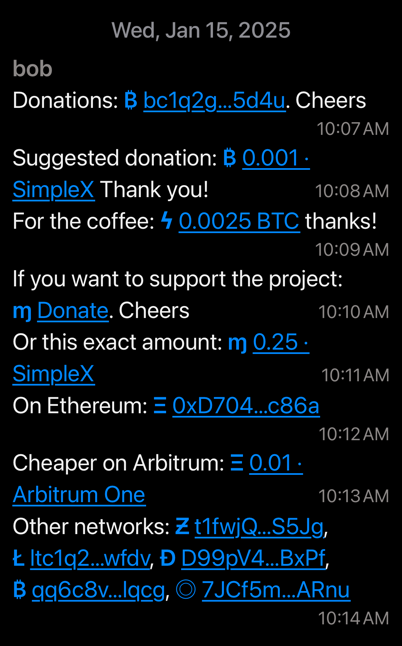 Wed, Jan 15, 2025
bob
Donations: ₿ bc1q2g...5d4u. Cheers
10:07 AM
Suggested donation: ₿ 0.001 ·
SimpleX Thank you! 10:08 AM
For the coffee: ϟ 0.0025 BTC thanks!
10:09 AM
If you want to support the project:
ɱ Donate. Cheers 10:10 AM
Or this exact amount: ɱ 0.25 ·
SimpleX 10:11 AM
On Ethereum: Ξ 0xD704...c86a
10:12 AM
Cheaper on Arbitrum: Ξ 0.01 ·
Arbitrum One 10:13 AM
Other networks: Ƶ t1fwjQ...S5Jg,
Ł ltc1q2...wfdv, Ð D99pV4...BxPf,
₿ qq6c8v...lqcg, ◎ 7JCf5m...ARnu
10:14 AM